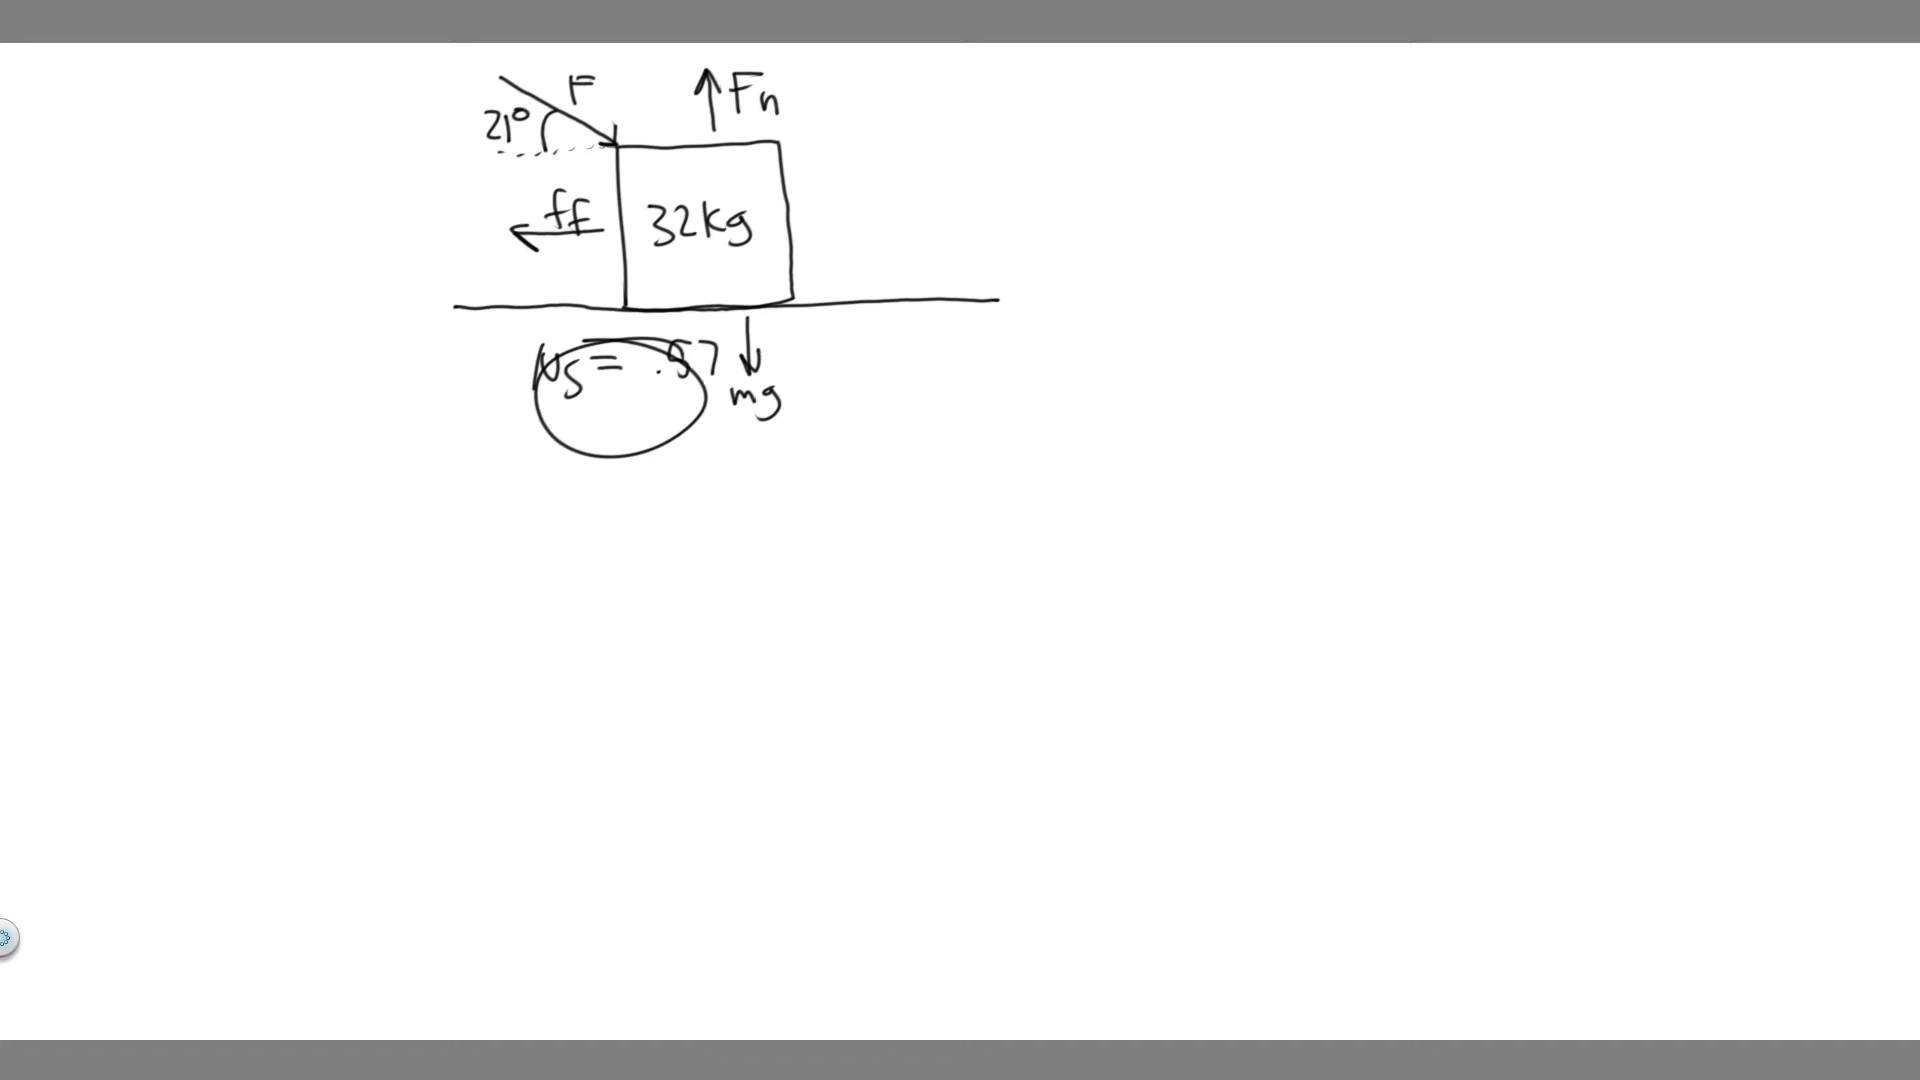 F
Fn
21°
ff
32kg
μs = .57
mg